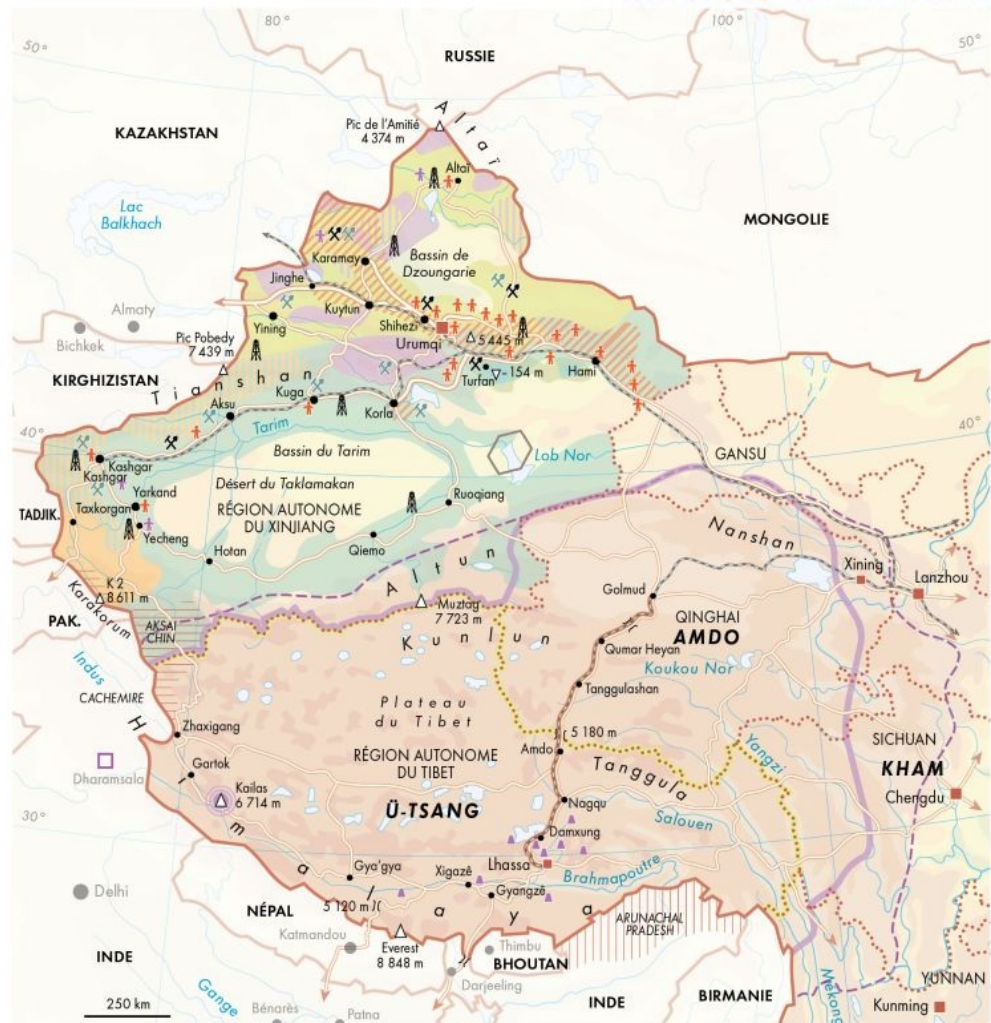 80°
100°
50°
50°
RUSSIE
Altaï
Pic de l'Amitié
4 374 m
KAZAKHSTAN
Altaï
MONGOLIE
Lac
Balkhach
Bassin de
Dzoungarie
Karamay
Jinghe
Almaty
Kuytun
Yining
Shihezi
Bichkek
Pic Pobedy
7 439 m
Urumqi
5 445 m
Turfan
- 154 m
Hami
KIRGHIZISTAN
Tianshan
Kuga
Aksu
Korla
Tarim
40°
40°
Bassin du Tarim
Lob Nor
GANSU
Kashgar
Kashgar
Yarkand
Désert du Taklamakan
Ruoqiang
TADJIK.
Taxkorgan
RÉGION AUTONOME
DU XINJIANG
Yecheng
Hotan
Qiemo
Nanshan
Altun
Xining
Lanzhou
K 2
8 611 m
Karakorum
Golmud
PAK.
AKSAI
CHIN
Muztag
7 723 m
Kunlun
QINGHAI
AMDO
Qumar Heyan
Koukou Nor
Indus
CACHEMIRE
Tanggulashan
Plateau
du Tibet
Zhaxigang
5 180 m
Amdo
Yangzi
SICHUAN
Dharamsala
Gartok
RÉGION AUTONOME
DU TIBET
Tanggula
KHAM
Kailas
6 714 m
Ü-TSANG
Chengdu
Nagqu
Salouen
30°
Damxung
Himalaya
Lhassa
Gya'gya
Xigazê
Brahmapoutre
Delhi
Gyangzê
5 120 m
NÉPAL
ARUNACHAL
PRADESH
Katmandou
Everest
8 848 m
Thimbu
BHOUTAN
INDE
Darjeeling
INDE
BIRMANIE
Mékong
YUNNAN
250 km
Gange
Bénarès
Patna
Kunming